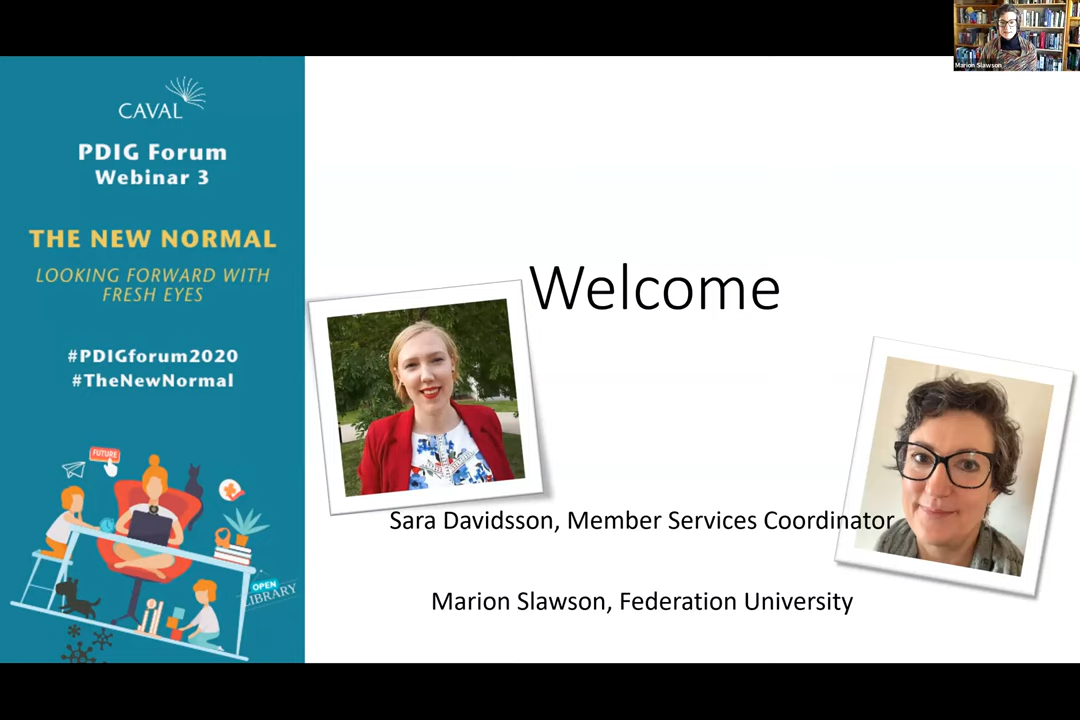 Marion Slawson
CAVAL
PDIG Forum
Webinar 3
THE NEW NORMAL
LOOKING FORWARD WITH
FRESH EYES
#PDIGforum2020
#TheNewNormal
FUTURE
OPEN
LIBRARY
Welcome
Sara Davidsson, Member Services Coordinator
Marion Slawson, Federation University